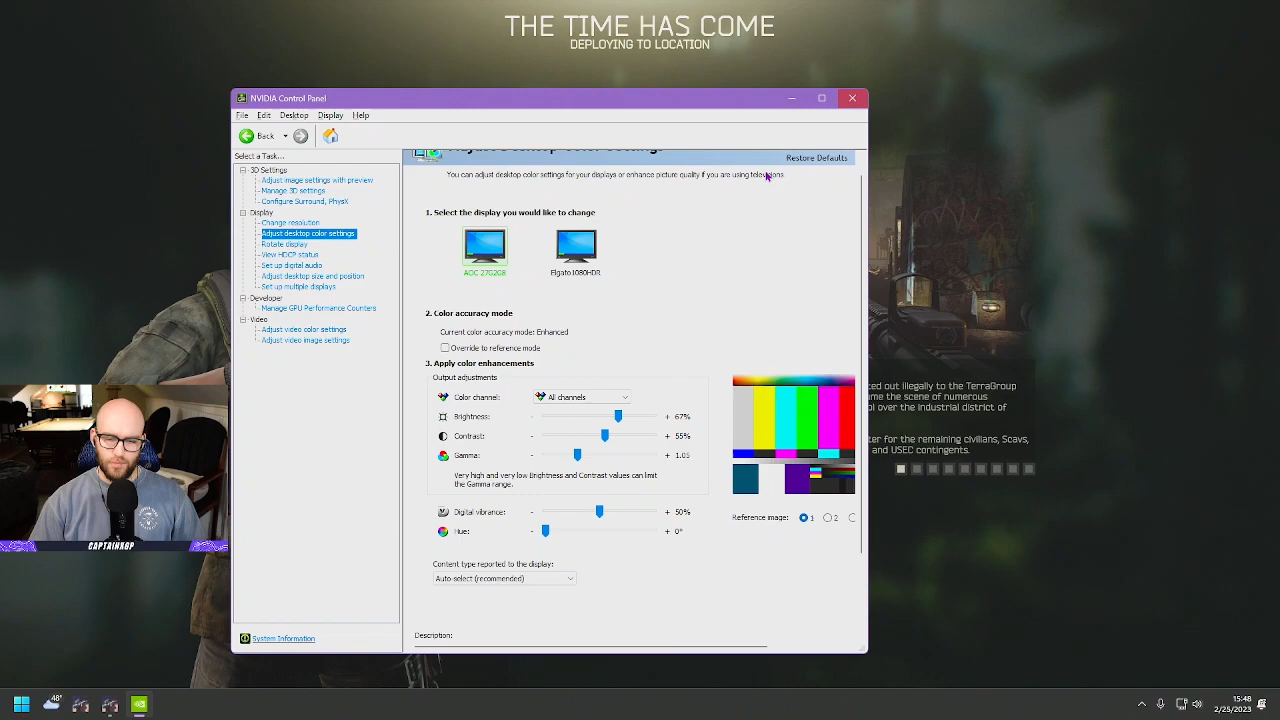 THE TIME HAS COME
DEPLOYING TO LOCATION
NVIDIA Control Panel
File Edit Desktop Display Help
Back
Select a Task...
3D Settings
Adjust image settings with preview
Manage 3D settings
Configure Surround, PhysX
Display
Change resolution
Adjust desktop color settings
Rotate display
View HDCP status
Set up digital audio
Adjust desktop size and position
Set up multiple displays
Developer
Manage GPU Performance Counters
Video
Adjust video color settings
Adjust video image settings
System Information
Adjust Desktop Color Settings
Restore Defaults
You can adjust desktop color settings for your displays or enhance picture quality if you are using televisions.
1. Select the display you would like to change
AOC 27G2G8
Elgato1080HDR
2. Color accuracy mode
Current color accuracy mode: Enhanced
Override to reference mode
3. Apply color enhancements
Output adjustments
Color channel: All channels
Brightness: - + 67%
Contrast: - + 55%
Gamma: - + 1.05
Very high and very low Brightness and Contrast values can limit
the Gamma range.
Digital vibrance: - + 50%
Hue: - + 0°
Reference image: 1 2
Content type reported to the display:
Auto-select (recommended)
Description:
ted out illegally to the TerraGroup
ame the scene of numerous
ol over the industrial district of
ter for the remaining civilians, Scavs,
and USEC contingents.
CAPTAINXGP
48°
15:48
2/25/2023